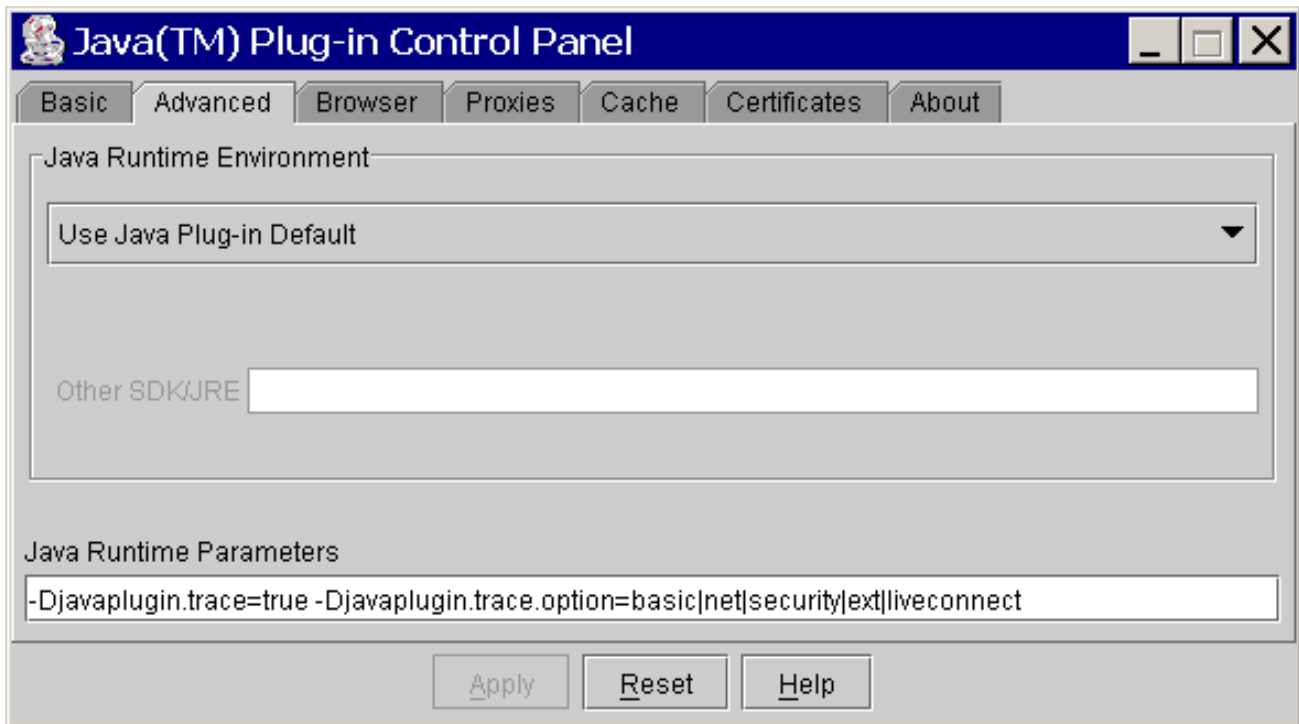 Java(TM) Plug-in Control Panel
Basic Advanced Browser Proxies Cache Certificates About
Java Runtime Environment
Use Java Plug-in Default
Other SDK/JRE
Java Runtime Parameters
-Djavaplugin.trace=true -Djavaplugin.trace.option=basic|net|security|ext|liveconnect
Apply Reset Help